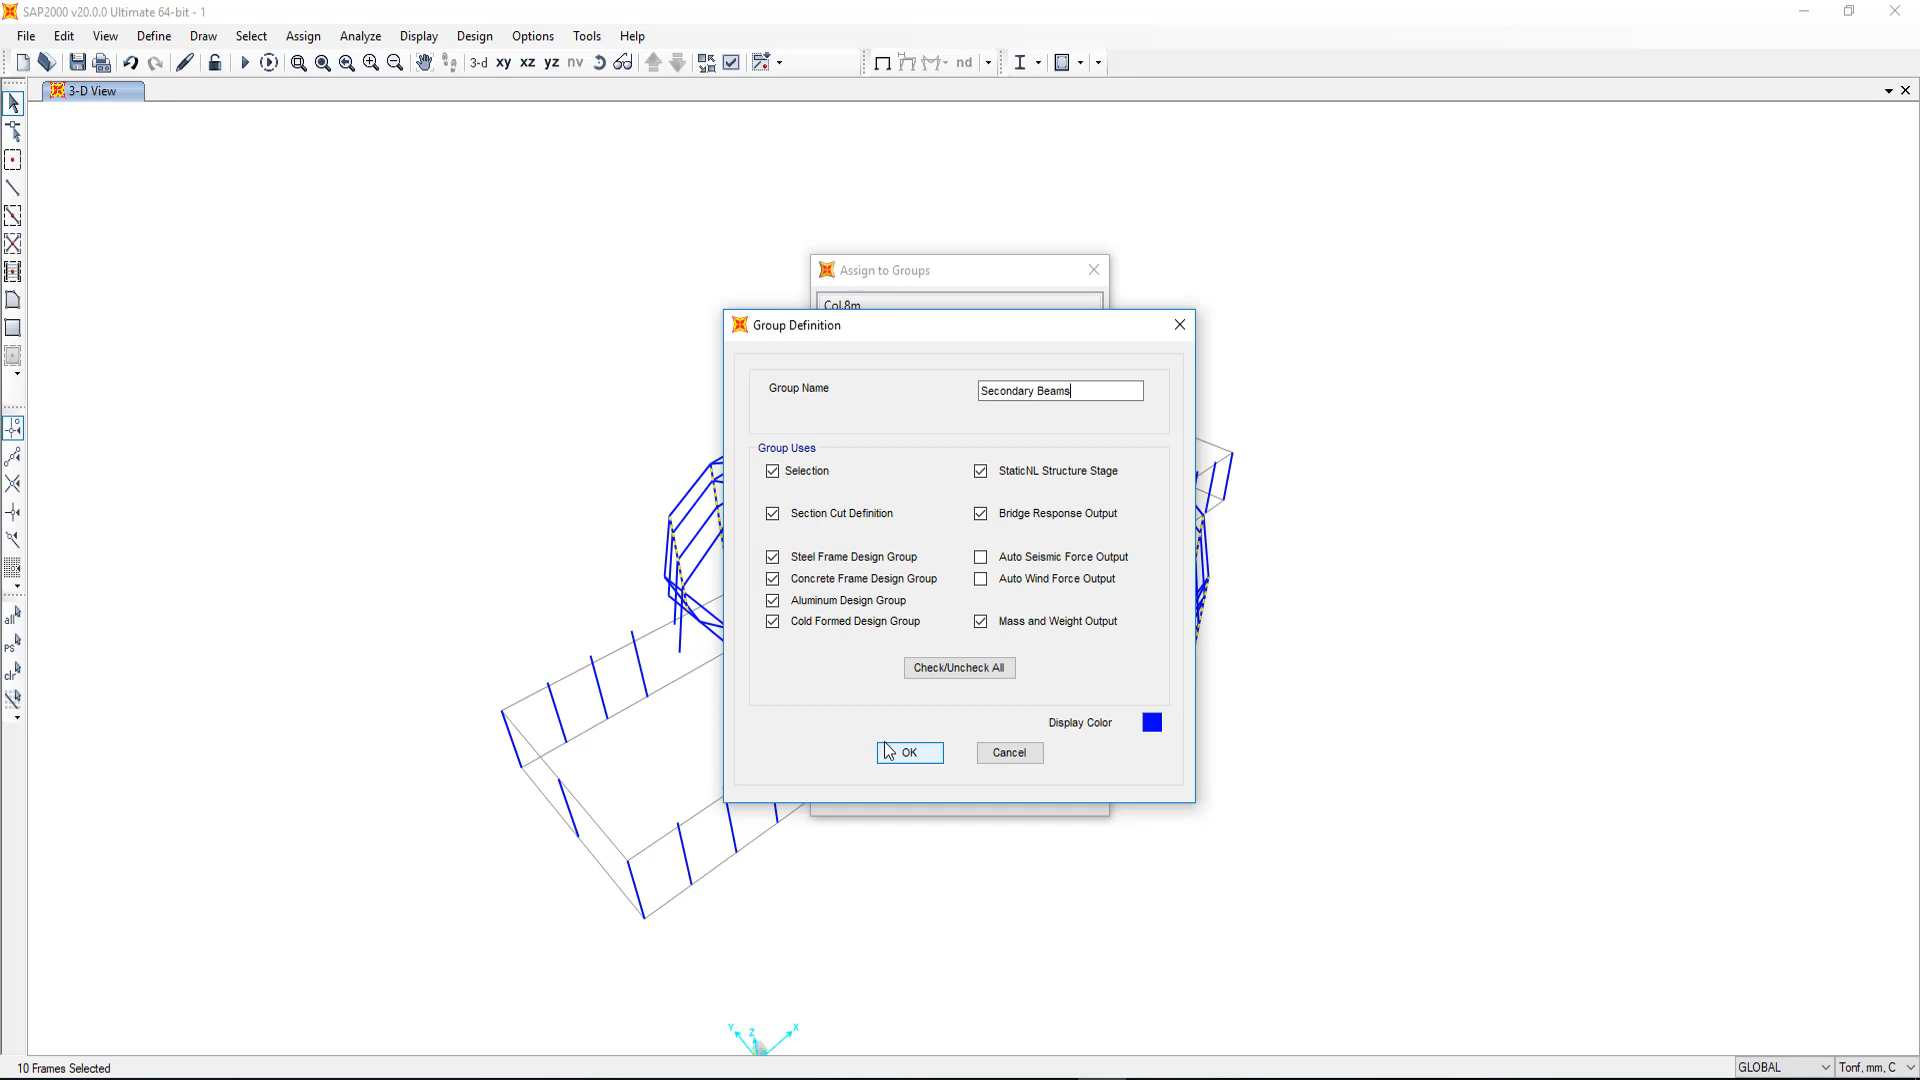 SAP2000 v20.0.0 Ultimate 64-bit - 1
File Edit View Define Draw Select Assign Analyze Display Design Options Tools Help
3-d xy xz yz nv nd
3-D View
Assign to Groups
Col.8m
Group Definition
Group Name
Secondary Beams
Group Uses
Selection
StaticNL Structure Stage
Section Cut Definition
Bridge Response Output
Steel Frame Design Group
Auto Seismic Force Output
Concrete Frame Design Group
Auto Wind Force Output
Aluminum Design Group
Cold Formed Design Group
Mass and Weight Output
Check/Uncheck All
Display Color
OK
Cancel
all
PS
clr
Y Z X
10 Frames Selected
GLOBAL
Tonf, mm, C